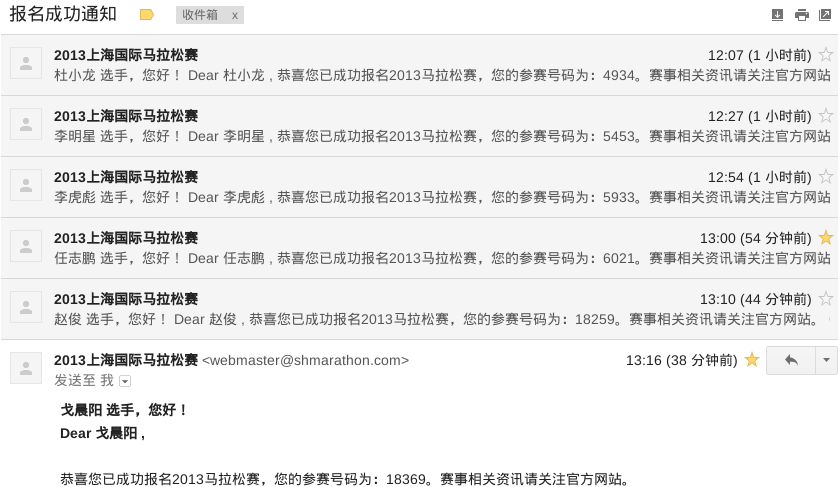 报名成功通知 收件箱 x
2013上海国际马拉松赛 12:07 (1 小时前)
杜小龙 选手，您好！ Dear 杜小龙 , 恭喜您已成功报名2013马拉松赛，您的参赛号码为：4934。赛事相关资讯请关注官方网站
2013上海国际马拉松赛 12:27 (1 小时前)
李明星 选手，您好！ Dear 李明星 , 恭喜您已成功报名2013马拉松赛，您的参赛号码为：5453。赛事相关资讯请关注官方网站
2013上海国际马拉松赛 12:54 (1 小时前)
李虎彪 选手，您好！ Dear 李虎彪 , 恭喜您已成功报名2013马拉松赛，您的参赛号码为：5933。赛事相关资讯请关注官方网站
2013上海国际马拉松赛 13:00 (54 分钟前)
任志鹏 选手，您好！ Dear 任志鹏 , 恭喜您已成功报名2013马拉松赛，您的参赛号码为：6021。赛事相关资讯请关注官方网站
2013上海国际马拉松赛 13:10 (44 分钟前)
赵俊 选手，您好！ Dear 赵俊 , 恭喜您已成功报名2013马拉松赛，您的参赛号码为：18259。赛事相关资讯请关注官方网站。
2013上海国际马拉松赛 <webmaster@shmarathon.com> 13:16 (38 分钟前)
发送至 我
戈晨阳 选手，您好！
Dear 戈晨阳 ,
恭喜您已成功报名2013马拉松赛，您的参赛号码为：18369。赛事相关资讯请关注官方网站。